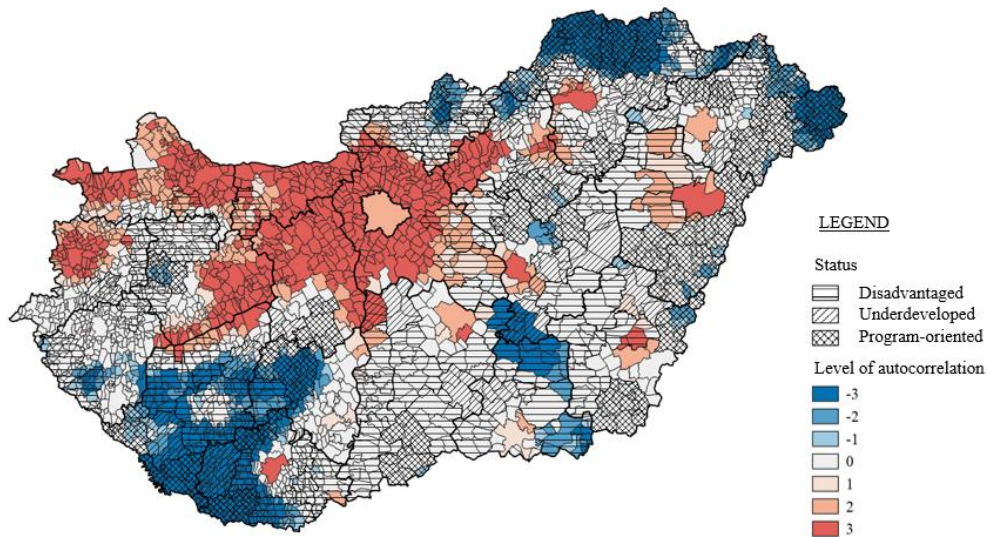 LEGEND
Status
Disadvantaged
Underdeveloped
Program-oriented
Level of autocorrelation
-3
-2
-1
0
1
2
3